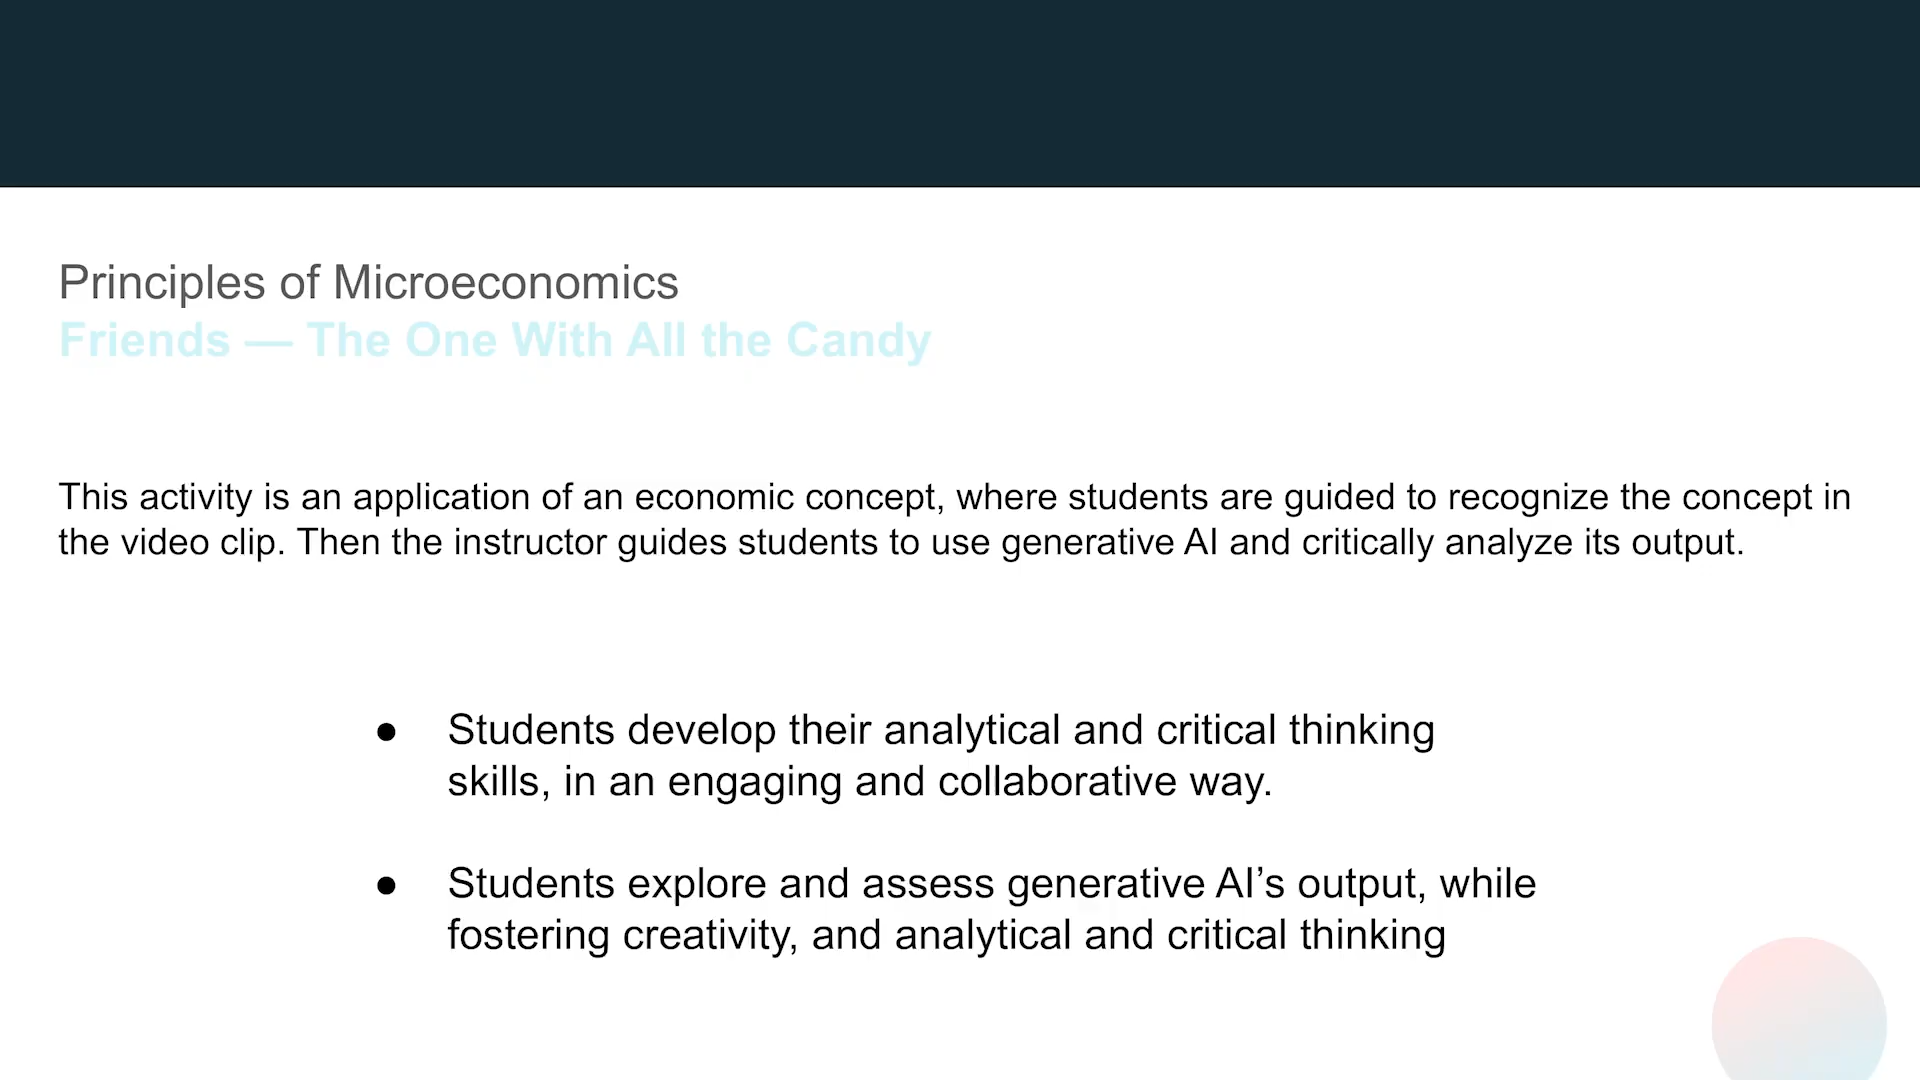 Principles of Microeconomics
Friends — The One With All the Candy
This activity is an application of an economic concept, where students are guided to recognize the concept in
the video clip. Then the instructor guides students to use generative AI and critically analyze its output.
● Students develop their analytical and critical thinking
skills, in an engaging and collaborative way.
● Students explore and assess generative AI’s output, while
fostering creativity, and analytical and critical thinking